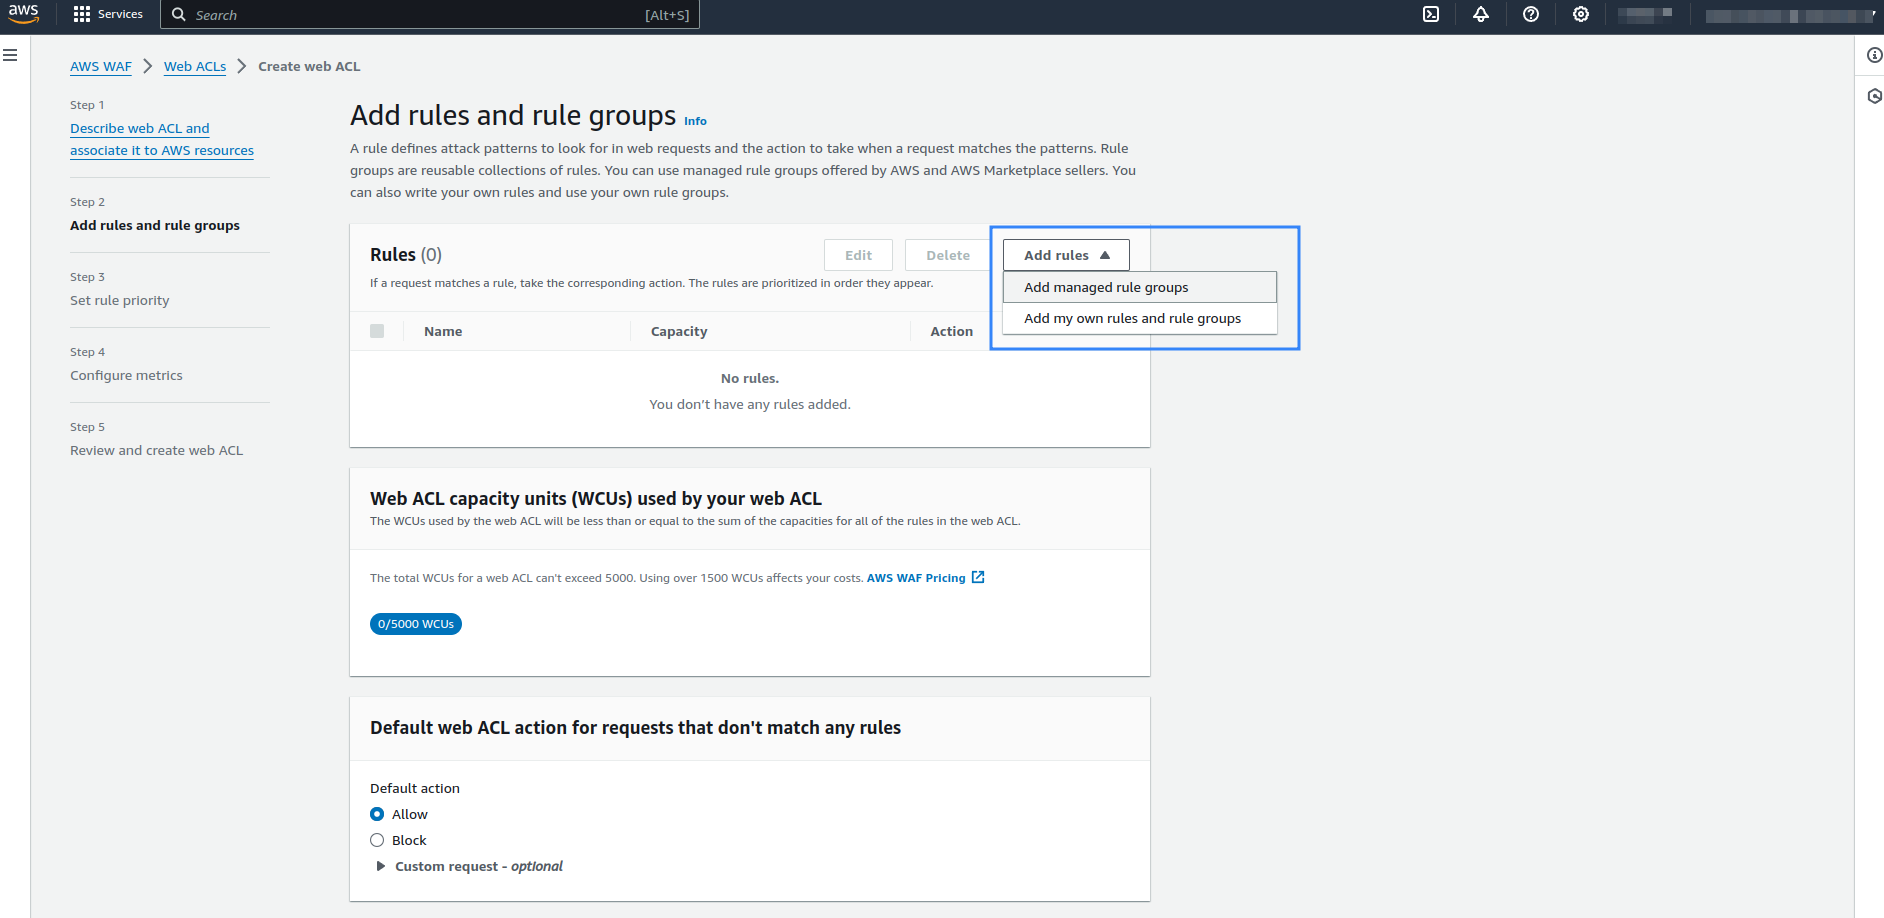 aws
Services
Search
[Alt+S]
AWS WAF
Web ACLs
Create web ACL
Step 1
Describe web ACL and
associate it to AWS resources
Step 2
Add rules and rule groups
Step 3
Set rule priority
Step 4
Configure metrics
Step 5
Review and create web ACL
Add rules and rule groups Info
A rule defines attack patterns to look for in web requests and the action to take when a request matches the patterns. Rule
groups are reusable collections of rules. You can use managed rule groups offered by AWS and AWS Marketplace sellers. You
can also write your own rules and use your own rule groups.
Rules (0)
Edit
Delete
Add rules
If a request matches a rule, take the corresponding action. The rules are prioritized in order they appear.
Add managed rule groups
Add my own rules and rule groups
Name
Capacity
Action
No rules.
You don’t have any rules added.
Web ACL capacity units (WCUs) used by your web ACL
The WCUs used by the web ACL will be less than or equal to the sum of the capacities for all of the rules in the web ACL.
The total WCUs for a web ACL can't exceed 5000. Using over 1500 WCUs affects your costs. AWS WAF Pricing
0/5000 WCUs
Default web ACL action for requests that don't match any rules
Default action
Allow
Block
Custom request - optional